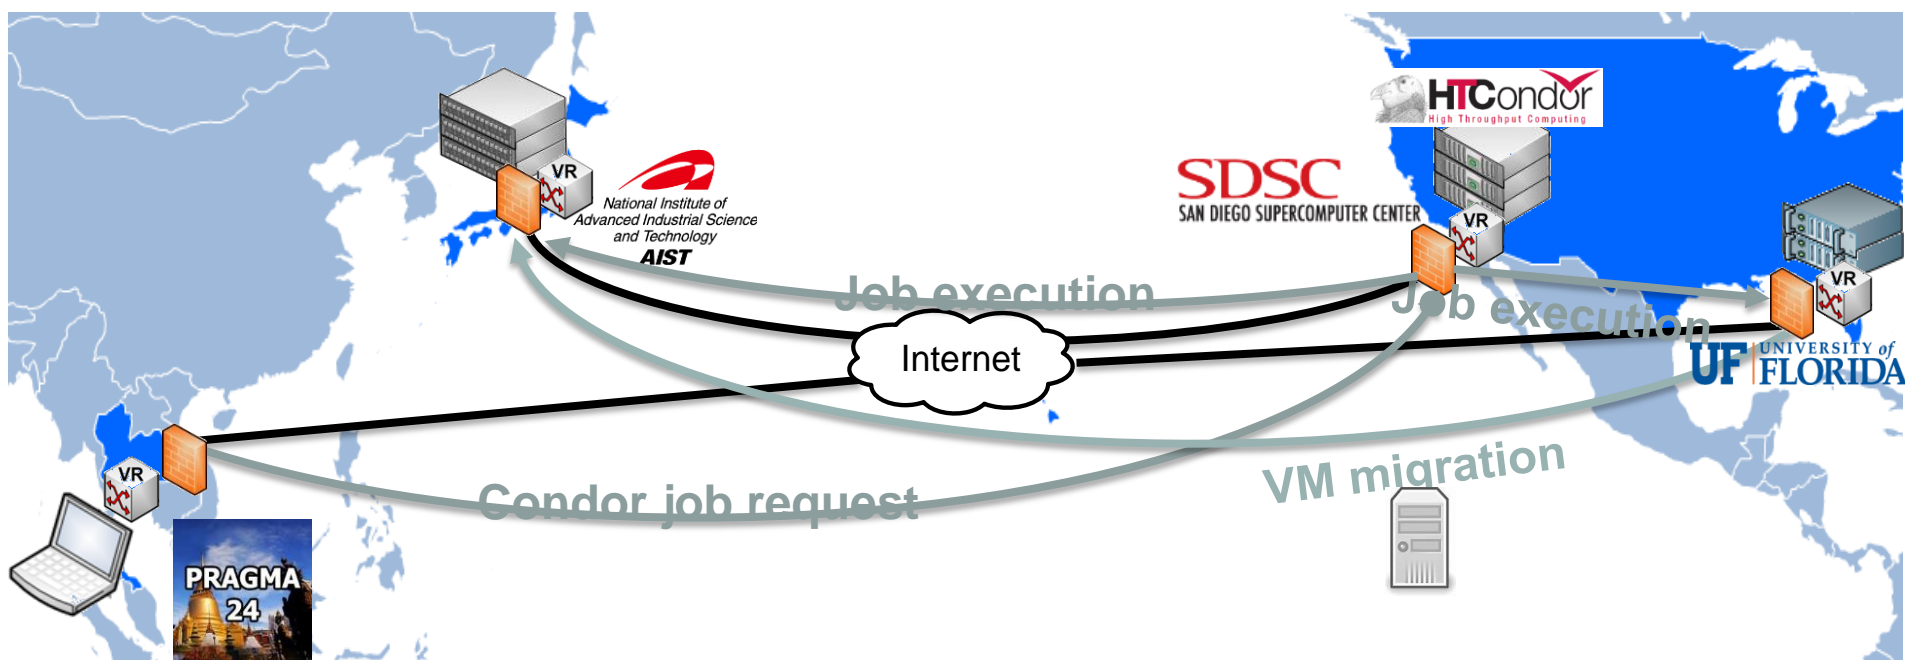 HTCondor
High Throughput Computing
VR
National Institute of
Advanced Industrial Science
and Technology
AIST
SDSC
SAN DIEGO SUPERCOMPUTER CENTER
VR
VR
Job execution
Job execution
Internet
UF UNIVERSITY of
FLORIDA
VM migration
Condor job request
VR
PRAGMA
24